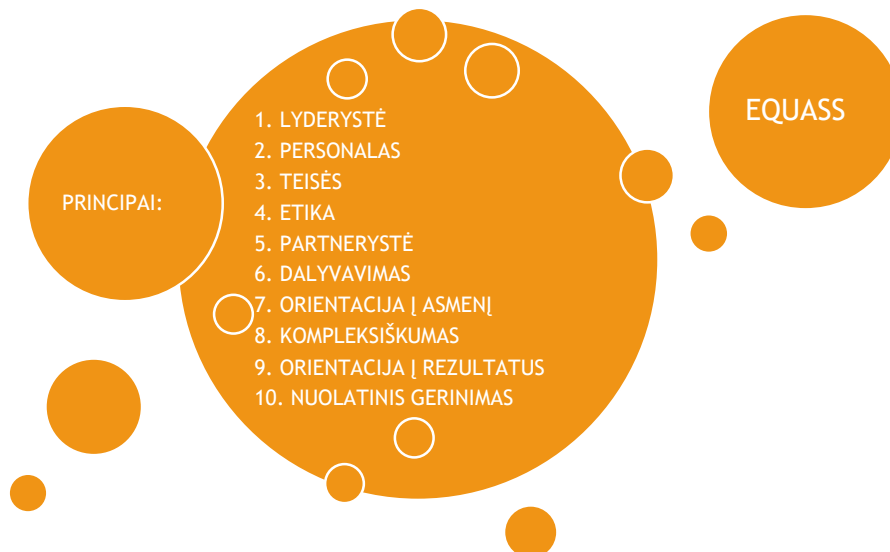 EQUASS
PRINCIPAI:
1. LYDERYSTĖ
2. PERSONALAS
3. TEISĖS
4. ETIKA
5. PARTNERYSTĖ
6. DALYVAVIMAS
7. ORIENTACIJA Į ASMENĮ
8. KOMPLEKSIŠKUMAS
9. ORIENTACIJA Į REZULTATUS
10. NUOLATINIS GERINIMAS